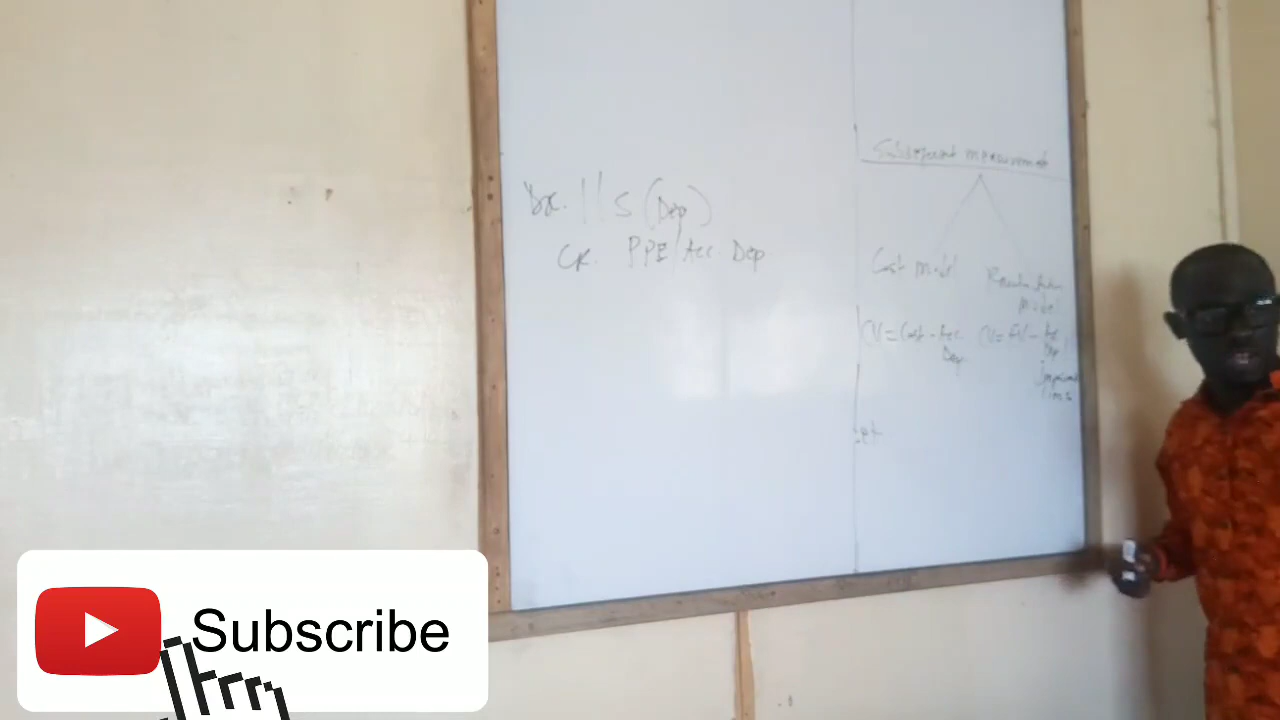 Dr. I/S (Dep)
Cr. PPE/Acc Dep
Subsequent measurement
Cost model
Revaluation
model
CV = Cost - Acc
Dep
CV = FV - Acc
Dep
Impairment
Loss
Subscribe